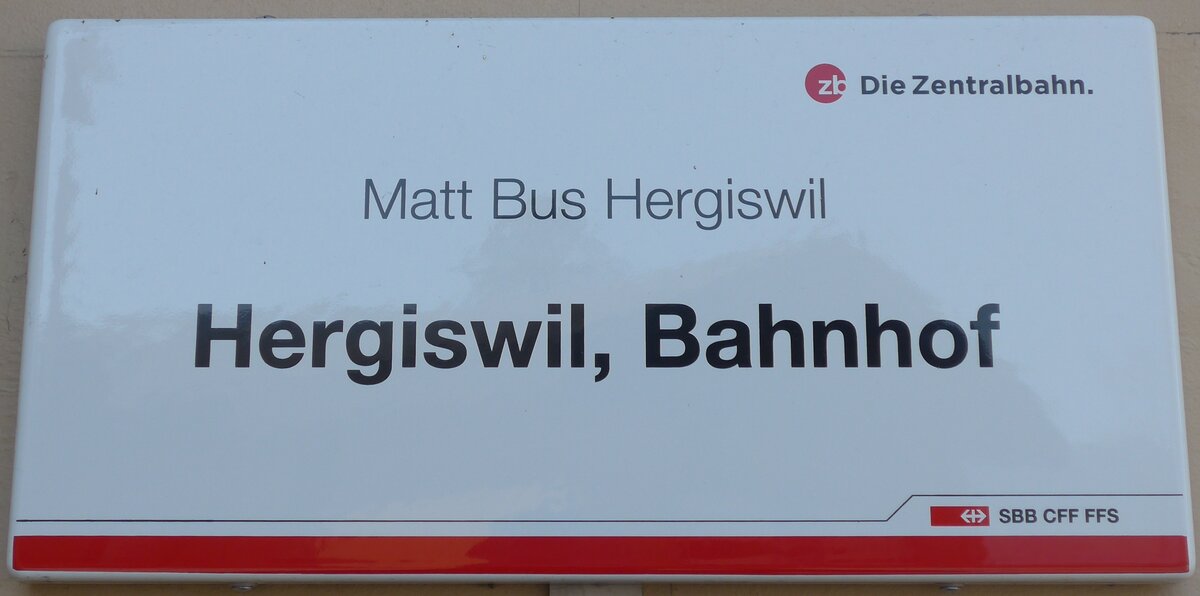 zb Die Zentralbahn.
Matt Bus Hergiswil
Hergiswil, Bahnhof
SBB CFF FFS